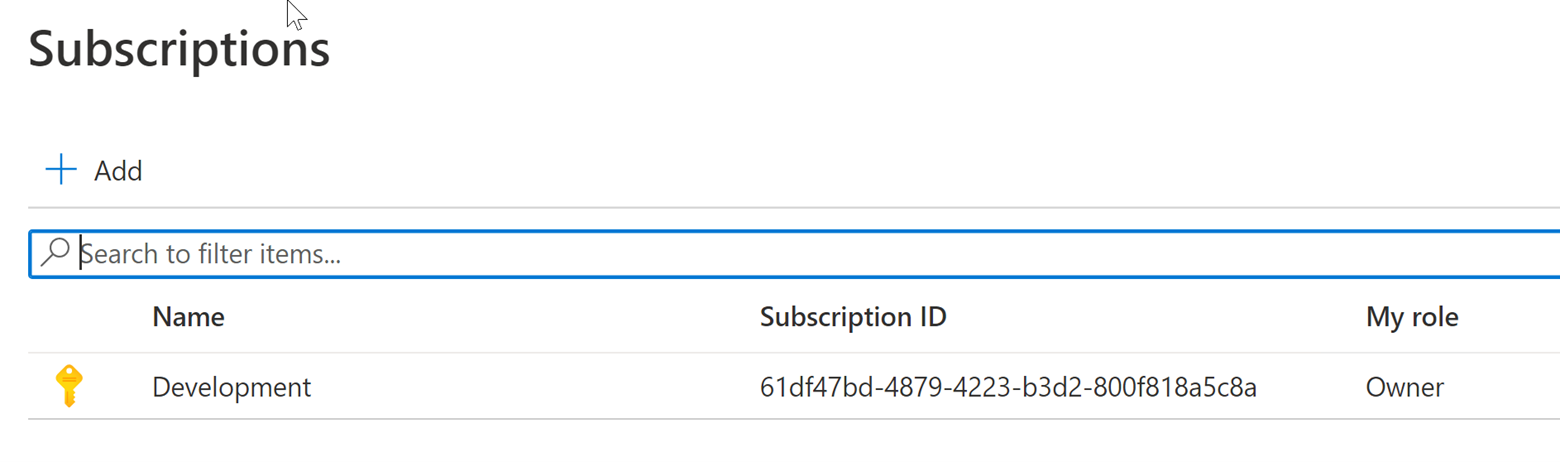 Subscriptions
Add
Search to filter items...
Name Subscription ID My role
Development 61df47bd-4879-4223-b3d2-800f818a5c8a Owner